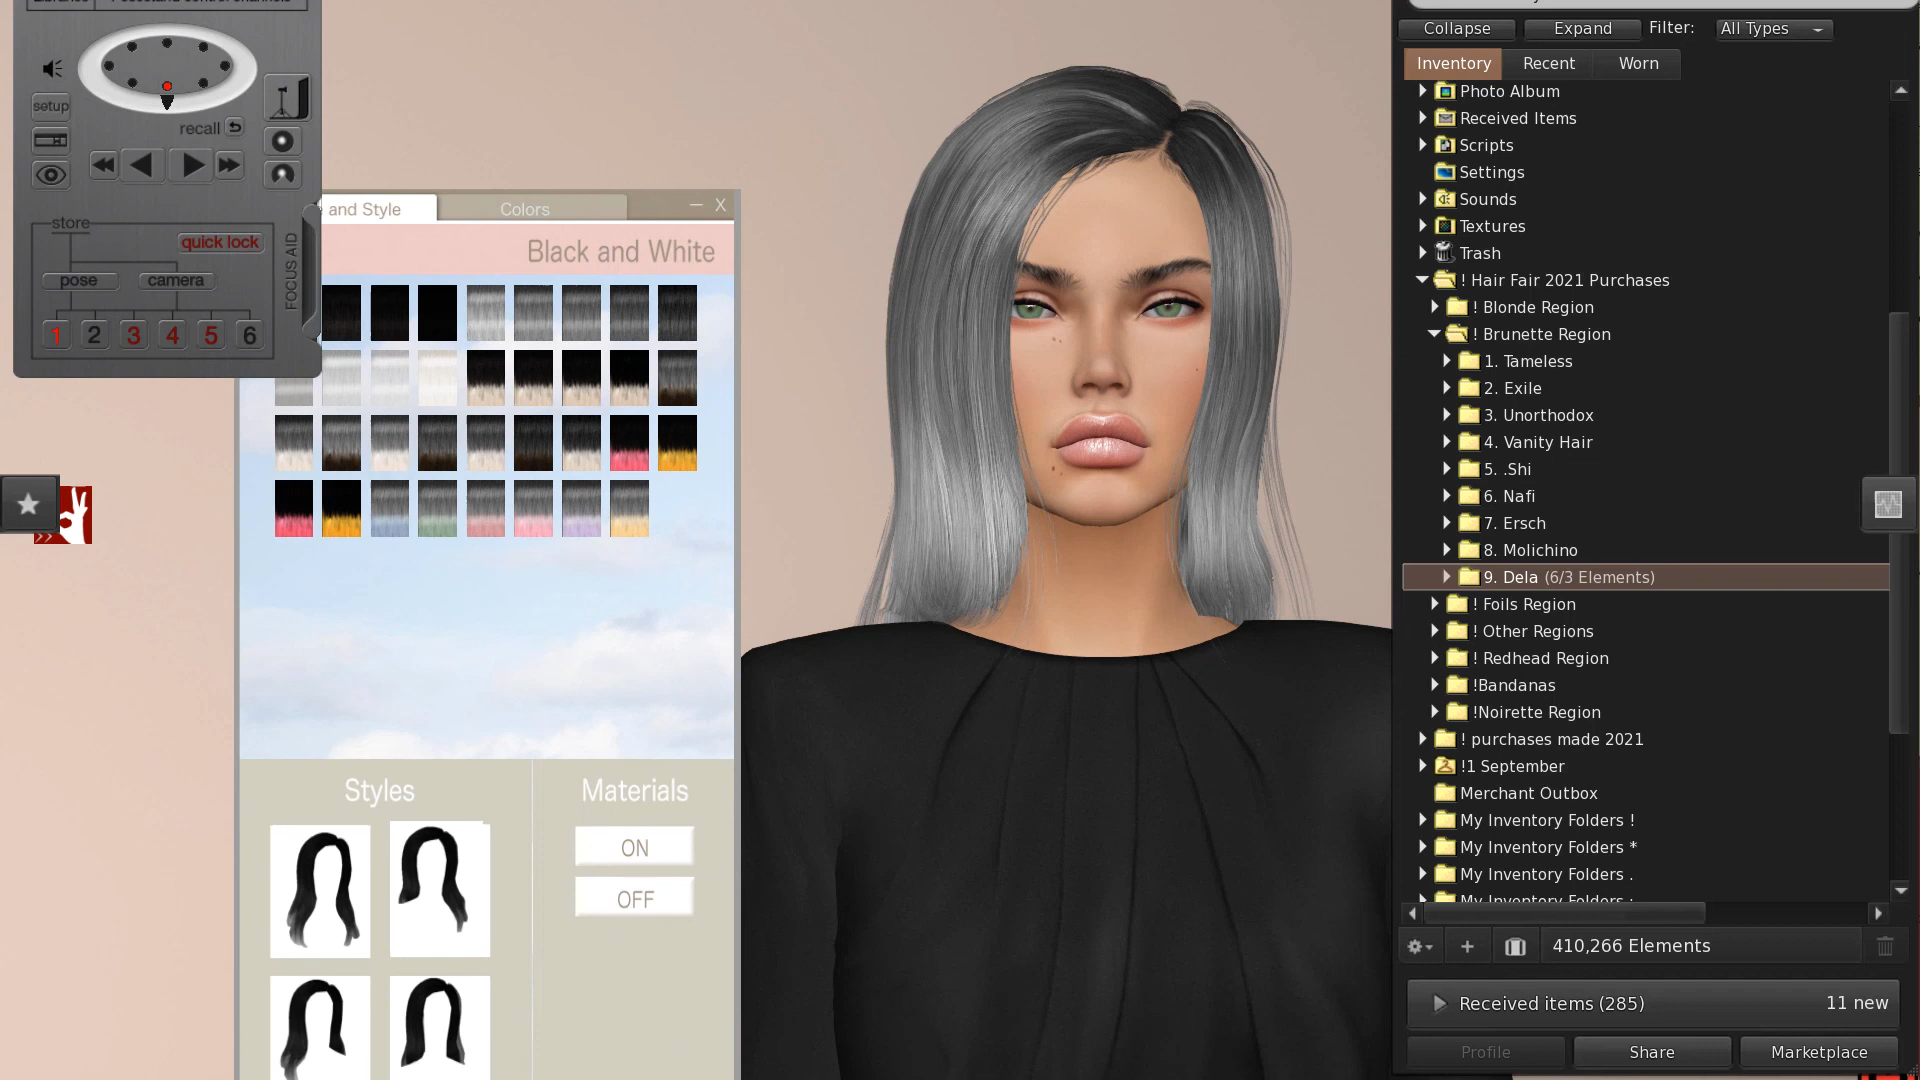 setup
recall
store
quick lock
pose
camera
FOCUS AID
1 2 3 4 5 6
and Style
Colors
— X
Black and White
Styles
Materials
ON
OFF
Collapse
Expand
Filter:
All Types
Inventory
Recent
Worn
Photo Album
Received Items
Scripts
Settings
Sounds
Textures
Trash
! Hair Fair 2021 Purchases
! Blonde Region
! Brunette Region
1. Tameless
2. Exile
3. Unorthodox
4. Vanity Hair
5. .Shi
6. Nafi
7. Ersch
8. Molichino
9. Dela (6/3 Elements)
! Foils Region
! Other Regions
! Redhead Region
!Bandanas
!Noirette Region
! purchases made 2021
!1 September
Merchant Outbox
My Inventory Folders !
My Inventory Folders *
My Inventory Folders .
My Inventory Folders
410,266 Elements
Received items (285)
11 new
Profile
Share
Marketplace